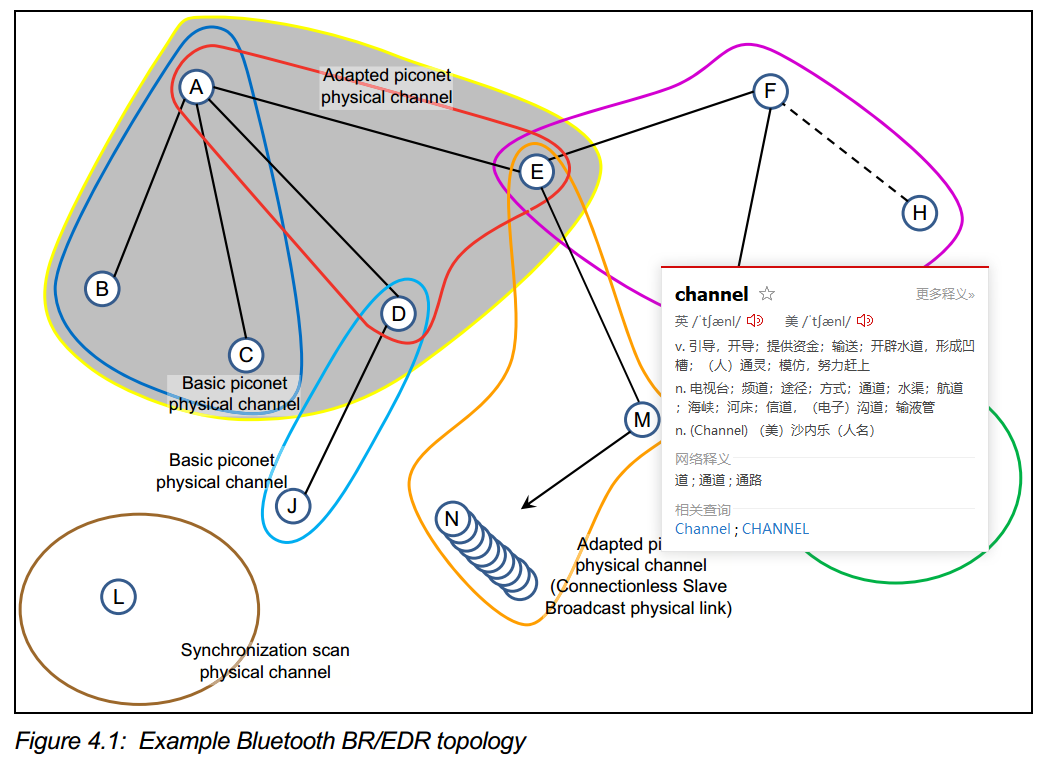 A
Adapted piconet
physical channel
F
E
H
B
D
C
Basic piconet
physical channel
Basic piconet
physical channel
J
L
Synchronization scan
physical channel
M
N
Adapted pi
physical channel
(Connectionless Slave
Broadcast physical link)
channel ☆ 更多释义»
英 /ˈtʃænl/ 美 /ˈtʃænl/
v. 引导，开导；提供资金；输送；开辟水道，形成凹
槽；（人）通灵；模仿，努力赶上
n. 电视台；频道；途径；方式；通道；水渠；航道
；海峡；河床；信道，（电子）沟道；输液管
n. (Channel) （美）沙内乐（人名）
网络释义
道 ; 通道 ; 通路
相关查询
Channel ; CHANNEL
Figure 4.1: Example Bluetooth BR/EDR topology